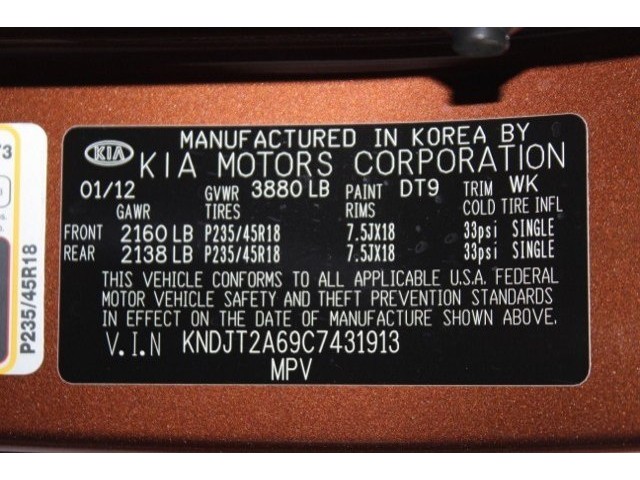 MANUFACTURED IN KOREA BY
KIA KIA MOTORS CORPORATION
01/12 GVWR 3880 LB PAINT DT9 TRIM WK
GAWR TIRES RIMS COLD TIRE INFL
FRONT 2160 LB P235/45R18 7.5JX18 33psi SINGLE
REAR 2138 LB P235/45R18 7.5JX18 33psi SINGLE
THIS VEHICLE CONFORMS TO ALL APPLICABLE U.S.A. FEDERAL
MOTOR VEHICLE SAFETY AND THEFT PREVENTION STANDARDS
IN EFFECT ON THE DATE OF MANUFACTURE SHOWN ABOVE.
V.I.N KNDJT2A69C7431913
MPV
P235/45R18